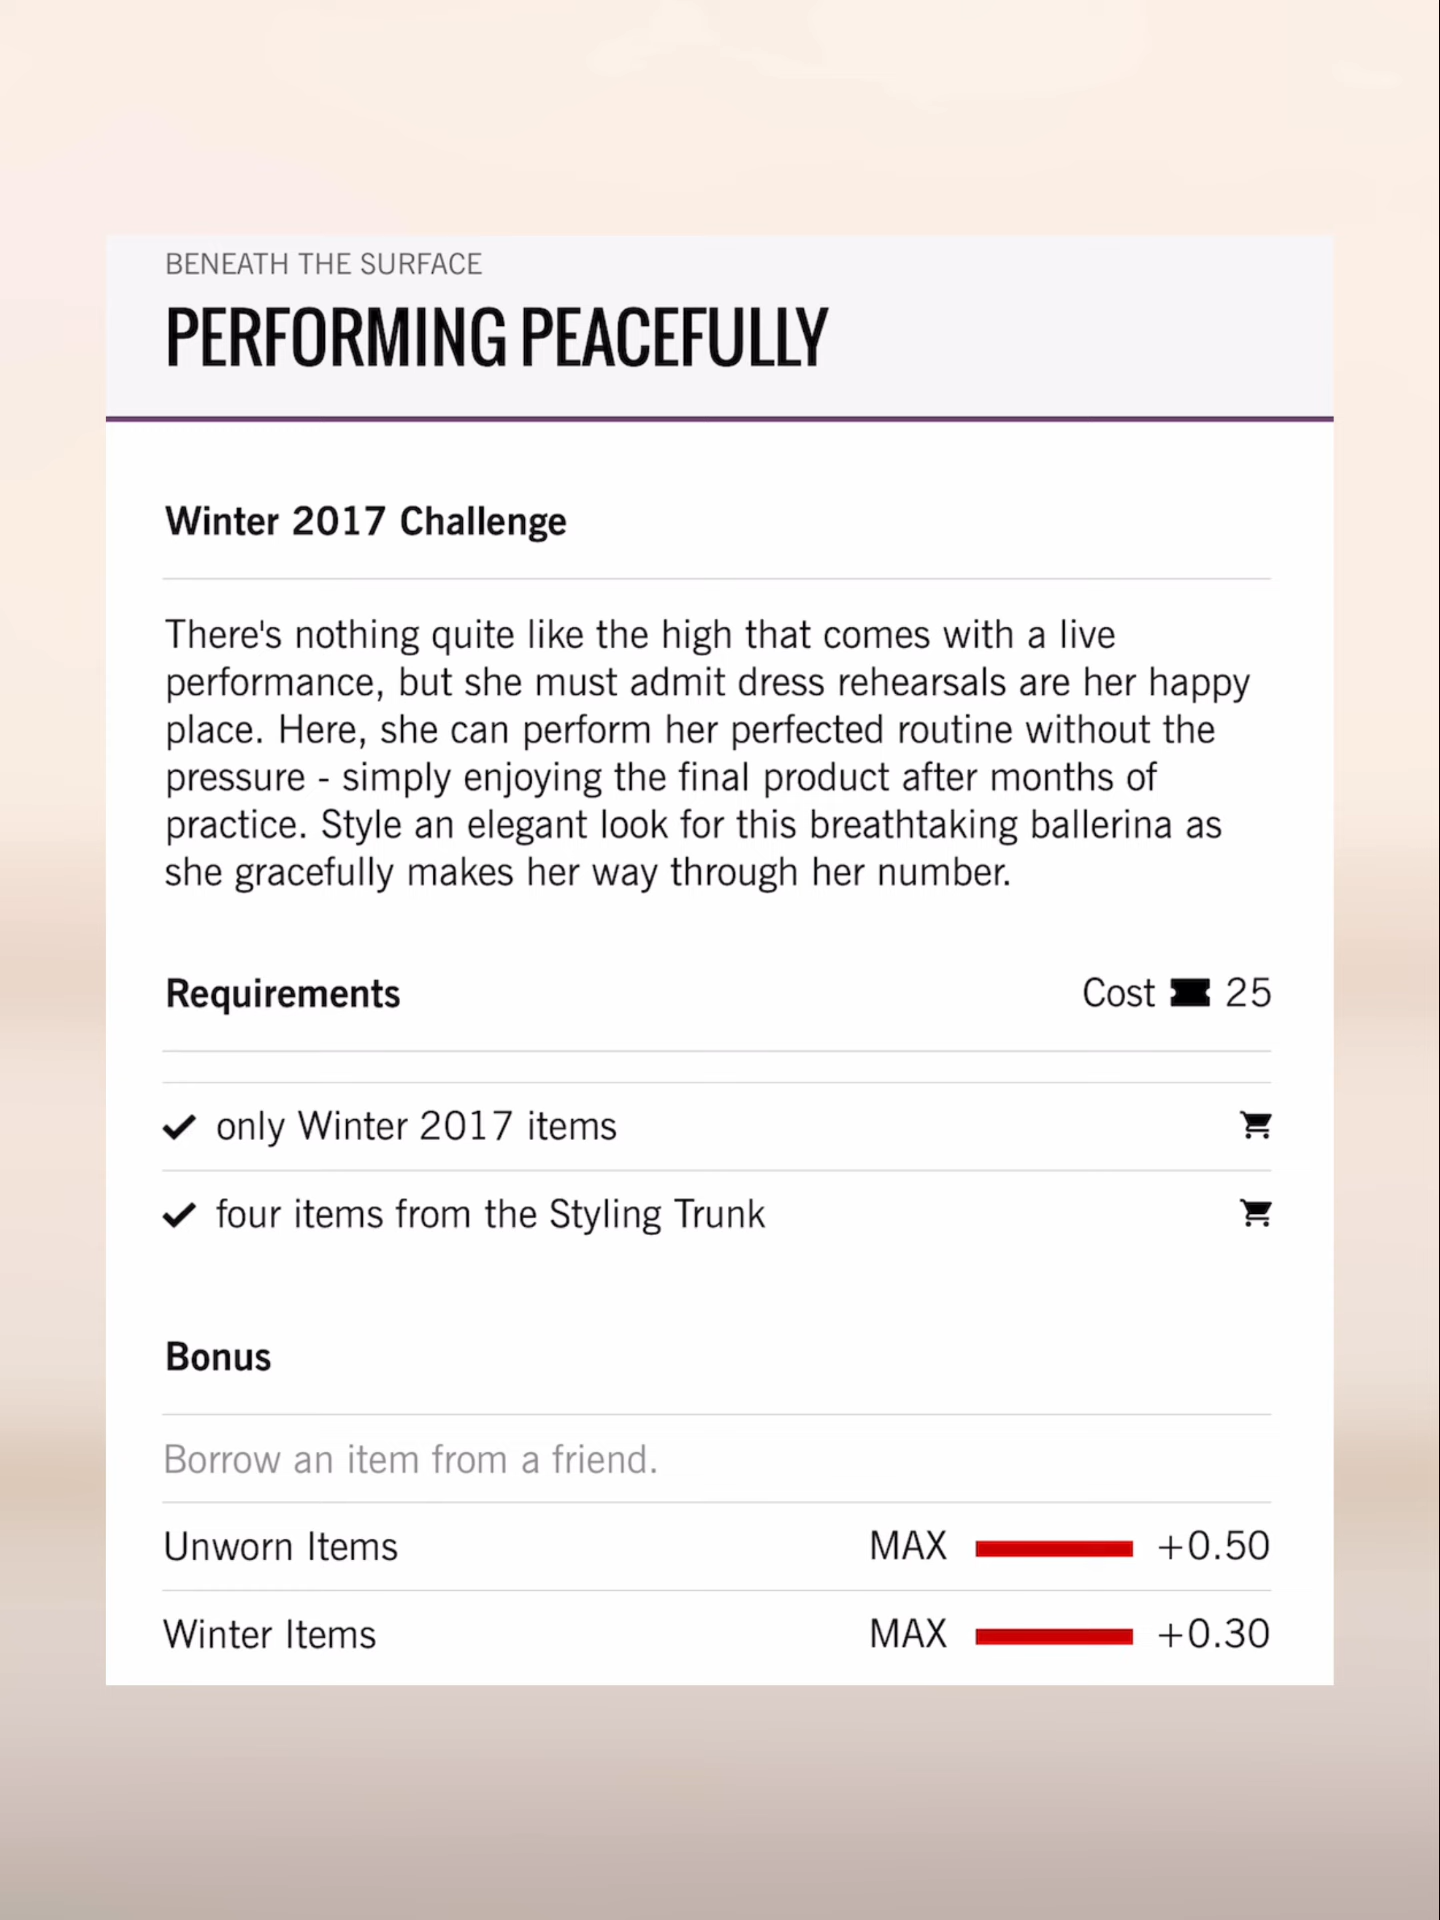 BENEATH THE SURFACE
PERFORMING PEACEFULLY
Winter 2017 Challenge
There's nothing quite like the high that comes with a live
performance, but she must admit dress rehearsals are her happy
place. Here, she can perform her perfected routine without the
pressure - simply enjoying the final product after months of
practice. Style an elegant look for this breathtaking ballerina as
she gracefully makes her way through her number.
Requirements Cost 25
only Winter 2017 items
four items from the Styling Trunk
Bonus
Borrow an item from a friend.
Unworn Items MAX +0.50
Winter Items MAX +0.30